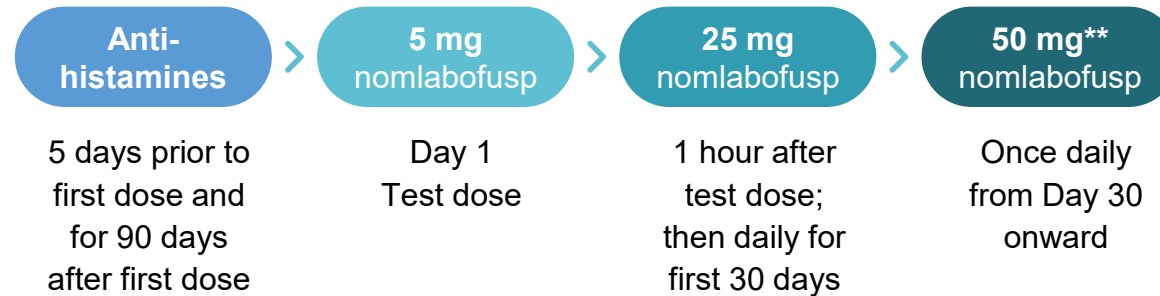 Anti-
histamines
5 mg
nomlabofusp
25 mg
nomlabofusp
50 mg**
nomlabofusp
5 days prior to
first dose and
for 90 days
after first dose
Day 1
Test dose
1 hour after
test dose;
then daily for
first 30 days
Once daily
from Day 30
onward